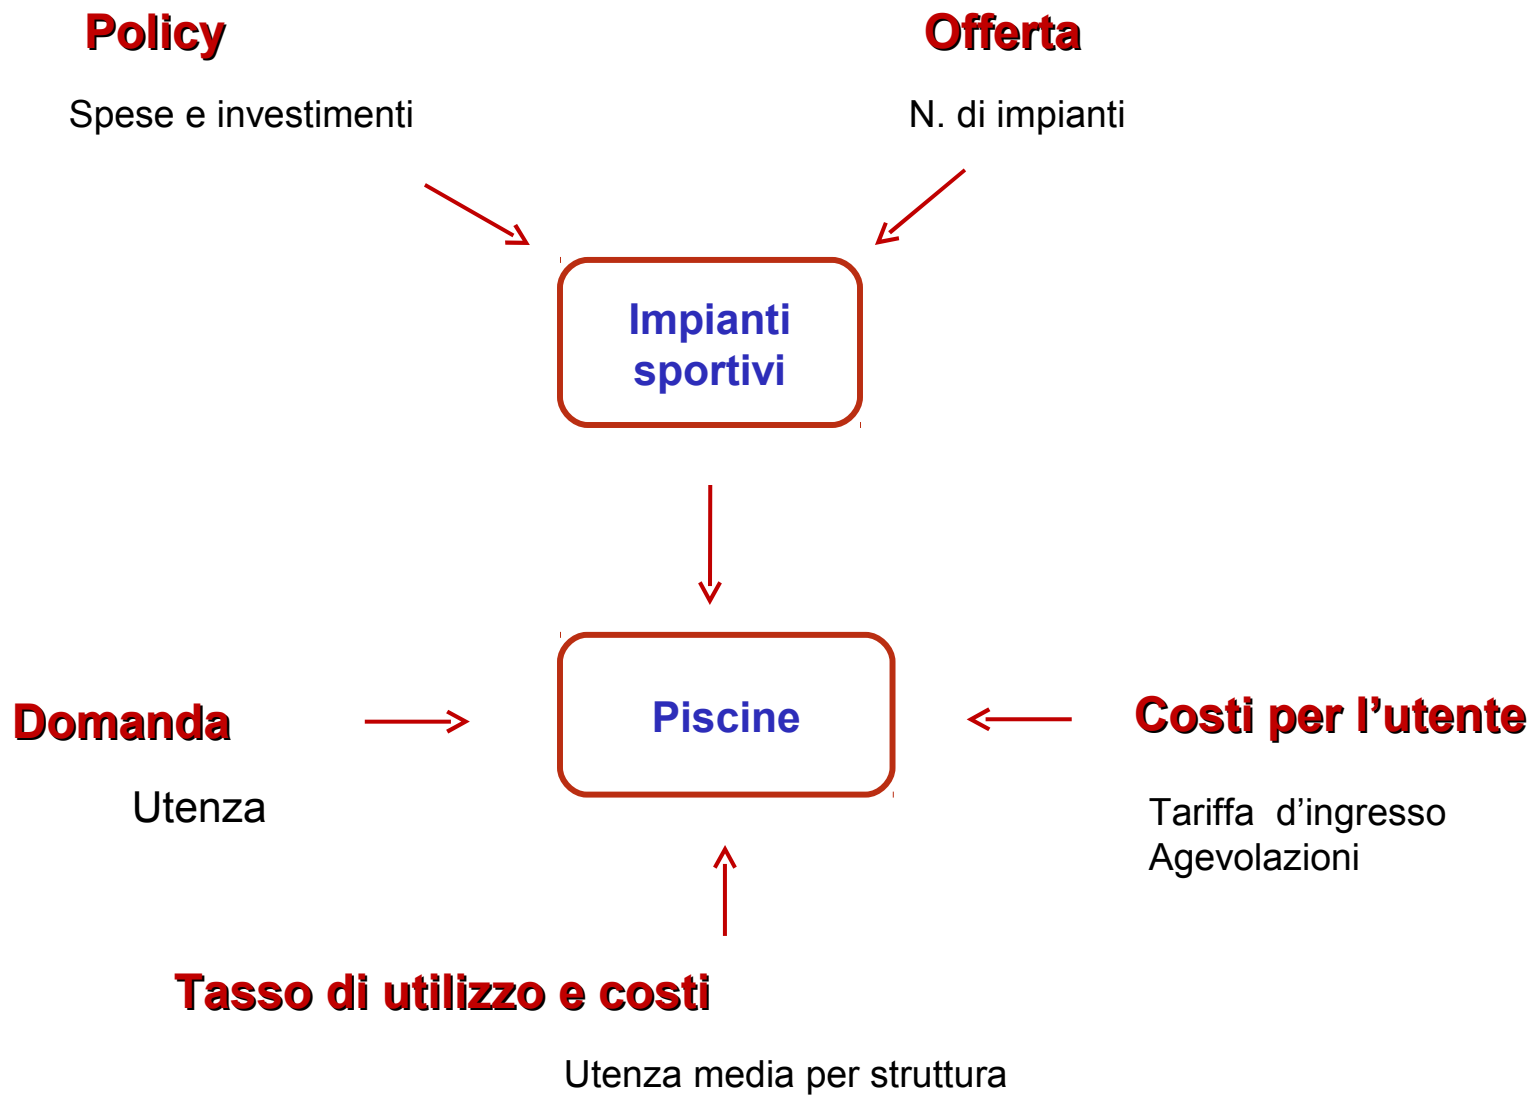 Policy
Offerta
Spese e investimenti
N. di impianti
Impianti
sportivi
Domanda
Piscine
Costi per l’utente
Utenza
Tariffa d’ingresso
Agevolazioni
Tasso di utilizzo e costi
Utenza media per struttura